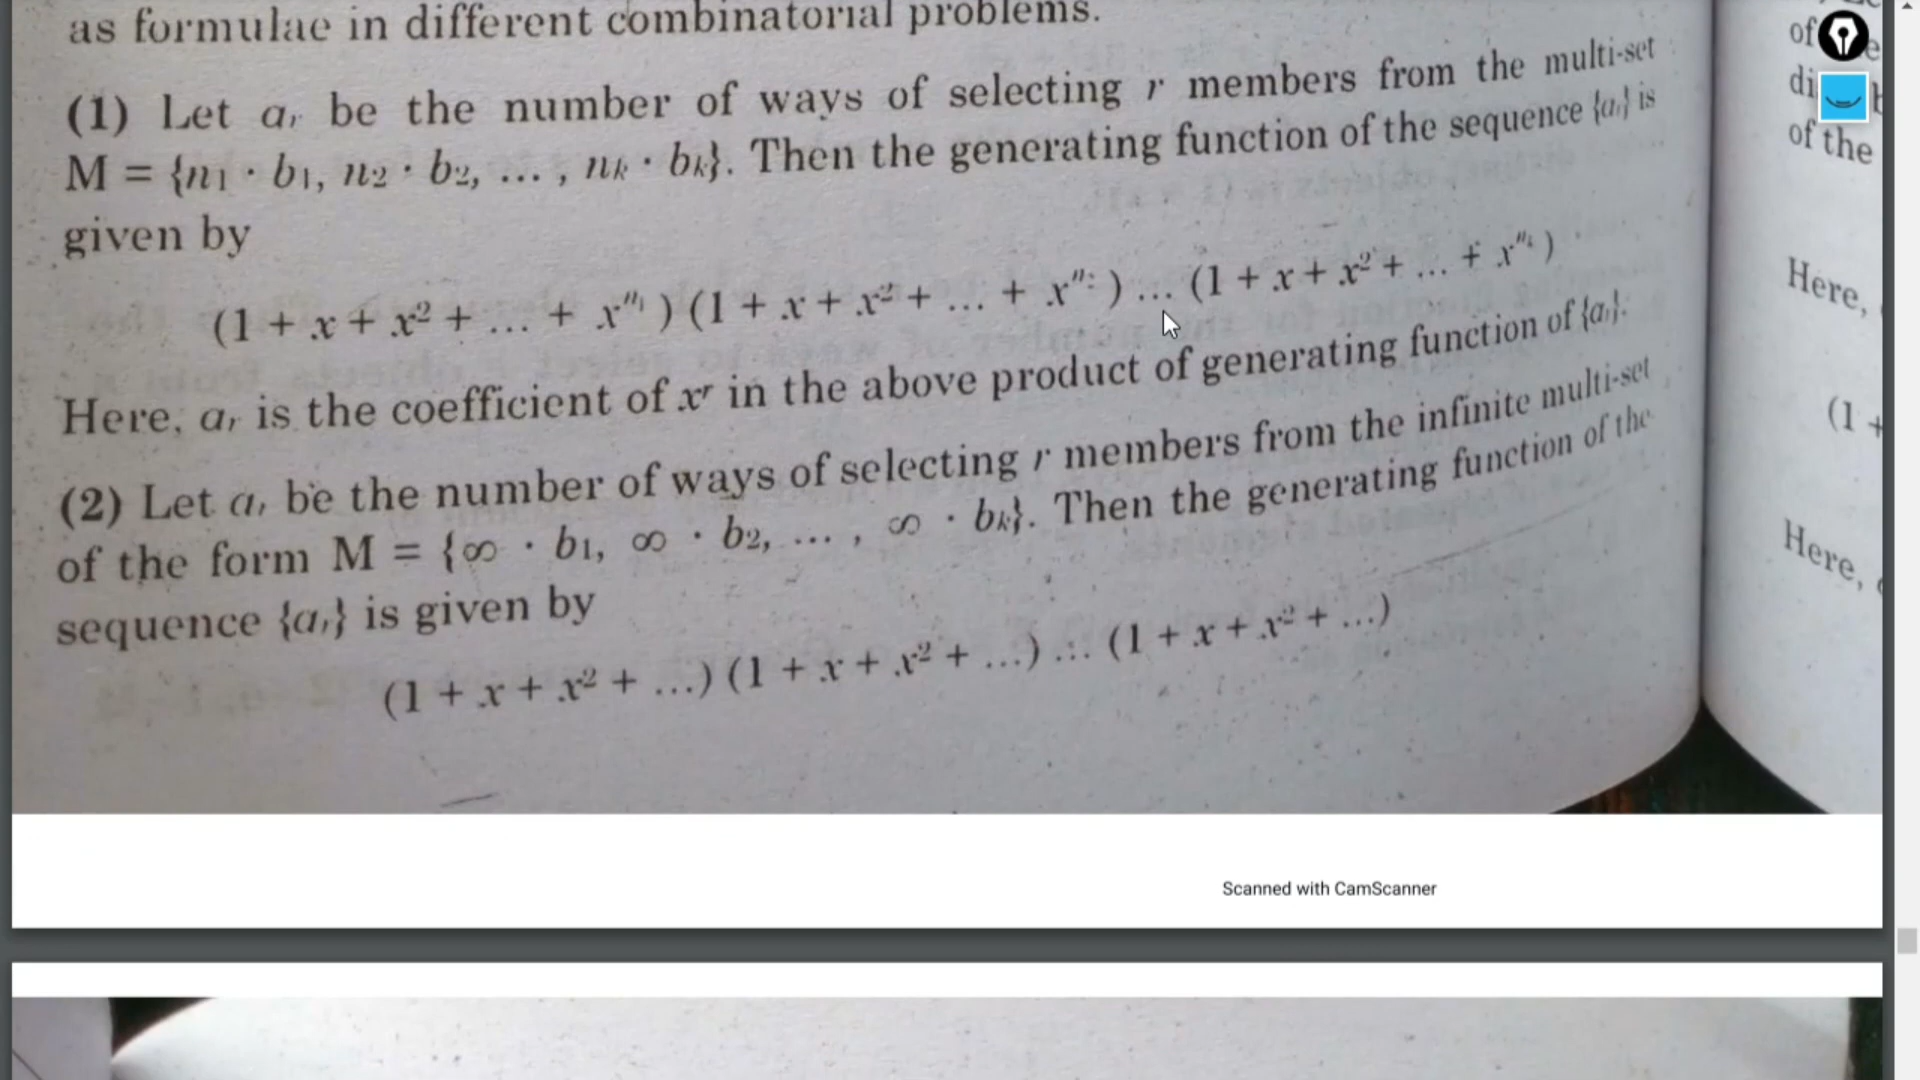 as formulae in different combinatorial problems.
(1) Let aᵣ be the number of ways of selecting r members from the multi-set
M = {n₁ · b₁, n₂ · b₂, ... , nₖ · bₖ}. Then the generating function of the sequence {aᵣ} is
given by
(1 + x + x² + ... + xⁿ¹ ) (1 + x + x² + ... + xⁿ² ) ... (1 + x + x² + ... + xⁿᵏ )
Here, aᵣ is the coefficient of xʳ in the above product of generating function of {aᵣ}.
(2) Let aᵣ be the number of ways of selecting r members from the infinite multi-set
of the form M = {∞ · b₁, ∞ · b₂, ... , ∞ · bₖ}. Then the generating function of the
sequence {aᵣ} is given by
(1 + x + x² + ...) (1 + x + x² + ...) ... (1 + x + x² + ...)
Scanned with CamScanner
of
di
of the
Here,
(1 +
Here,